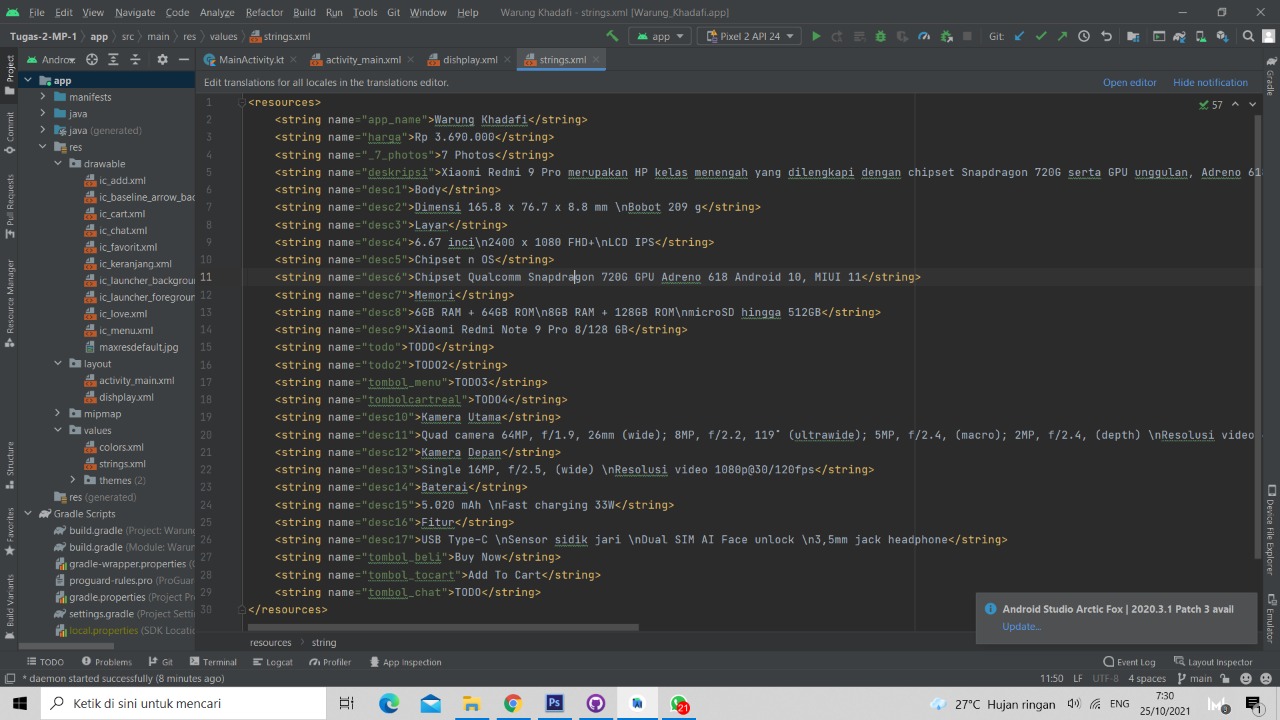 File Edit View Navigate Code Analyze Refactor Build Run Tools Git Window Help Warung Khadafi - strings.xml [Warung_Khadafi.app]
Tugas-2-MP-1 app src main res values strings.xml app Pixel 2 API 24 Git:
Android MainActivity.kt activity_main.xml dishplay.xml strings.xml
Edit translations for all locales in the translations editor. Open editor Hide notification
Project
Commit
Pull Requests
Resource Manager
Structure
Favorites
Build Variants
app
manifests
java
java (generated)
res
drawable
ic_add.xml
ic_baseline_arrow_bac
ic_cart.xml
ic_chat.xml
ic_favorit.xml
ic_keranjang.xml
ic_launcher_backgroun
ic_launcher_foregroun
ic_love.xml
ic_menu.xml
maxresdefault.jpg
layout
activity_main.xml
dishplay.xml
mipmap
values
colors.xml
strings.xml
themes (2)
res (generated)
Gradle Scripts
build.gradle (Project: Warung
build.gradle (Module: Warun
gradle-wrapper.properties (G
proguard-rules.pro (ProGuar
gradle.properties (Project Pro
settings.gradle (Project Settin
local.properties (SDK Locatio
57
1 <resources>
2 <string name="app_name">Warung Khadafi</string>
3 <string name="harga">Rp 3.690.000</string>
4 <string name="_7_photos">7 Photos</string>
5 <string name="deskripsi">Xiaomi Redmi 9 Pro merupakan HP kelas menengah yang dilengkapi dengan chipset Snapdragon 720G serta GPU unggulan, Adreno 618
6 <string name="desc1">Body</string>
7 <string name="desc2">Dimensi 165.8 x 76.7 x 8.8 mm \nBobot 209 g</string>
8 <string name="desc3">Layar</string>
9 <string name="desc4">6.67 inci\n2400 x 1080 FHD+\nLCD IPS</string>
10 <string name="desc5">Chipset n OS</string>
11 <string name="desc6">Chipset Qualcomm Snapdragon 720G GPU Adreno 618 Android 10, MIUI 11</string>
12 <string name="desc7">Memori</string>
13 <string name="desc8">6GB RAM + 64GB ROM\n8GB RAM + 128GB ROM\nmicroSD hingga 512GB</string>
14 <string name="desc9">Xiaomi Redmi Note 9 Pro 8/128 GB</string>
15 <string name="todo">TODO</string>
16 <string name="todo2">TODO2</string>
17 <string name="tombol_menu">TODO3</string>
18 <string name="tombolcartreal">TODO4</string>
19 <string name="desc10">Kamera Utama</string>
20 <string name="desc11">Quad camera 64MP, f/1.9, 26mm (wide); 8MP, f/2.2, 119˚ (ultrawide); 5MP, f/2.4, (macro); 2MP, f/2.4, (depth) \nResolusi video
21 <string name="desc12">Kamera Depan</string>
22 <string name="desc13">Single 16MP, f/2.5, (wide) \nResolusi video 1080p@30/120fps</string>
23 <string name="desc14">Baterai</string>
24 <string name="desc15">5.020 mAh \nFast charging 33W</string>
25 <string name="desc16">Fitur</string>
26 <string name="desc17">USB Type-C \nSensor sidik jari \nDual SIM AI Face unlock \n3,5mm jack headphone</string>
27 <string name="tombol_beli">Buy Now</string>
28 <string name="tombol_tocart">Add To Cart</string>
29 <string name="tombol_chat">TODO</string>
30 </resources>
resources string
Gradle
Device File Explorer
Emulator
Android Studio Arctic Fox | 2020.3.1 Patch 3 avail
Update...
TODO Problems Git Terminal Logcat Profiler App Inspection Event Log Layout Inspector
* daemon started successfully (8 minutes ago) 11:50 LF UTF-8 4 spaces main
Ketik di sini untuk mencari Ps 21 27°C Hujan ringan 7:30
25/10/2021